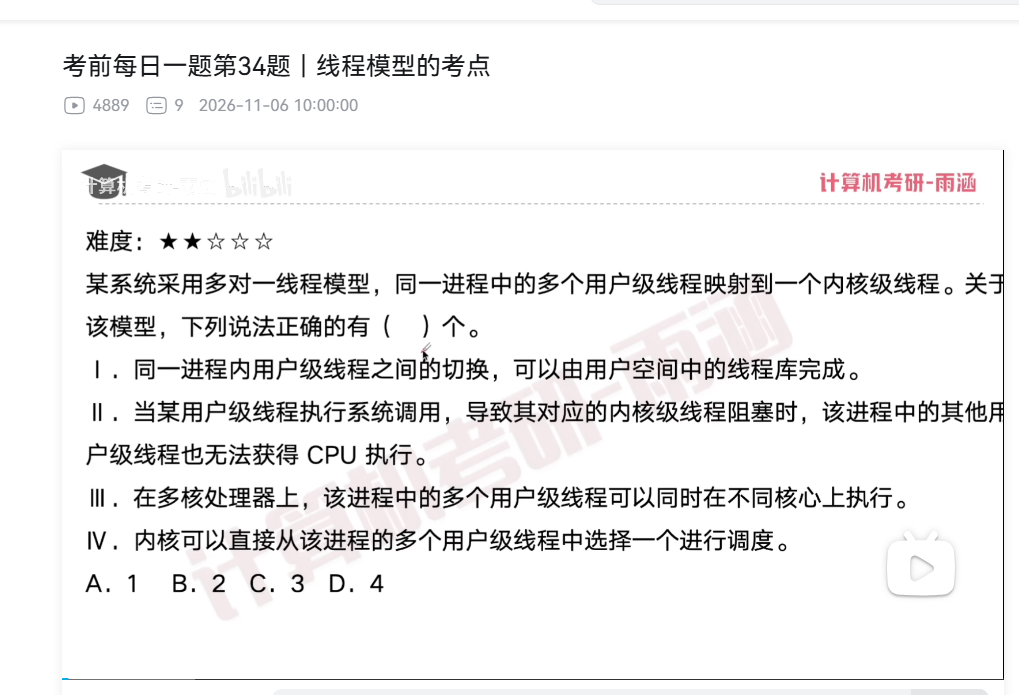 考前每日一题第34题｜线程模型的考点
4889 9 2026-11-06 10:00:00
bilibili
计算机考研-雨涵
难度：★★☆☆☆
某系统采用多对一线程模型，同一进程中的多个用户级线程映射到一个内核级线程。关于
该模型，下列说法正确的有（ ）个。
Ⅰ．同一进程内用户级线程之间的切换，可以由用户空间中的线程库完成。
Ⅱ．当某用户级线程执行系统调用，导致其对应的内核级线程阻塞时，该进程中的其他用
户级线程也无法获得 CPU 执行。
Ⅲ．在多核处理器上，该进程中的多个用户级线程可以同时在不同核心上执行。
Ⅳ．内核可以直接从该进程的多个用户级线程中选择一个进行调度。
A．1 B．2 C．3 D．4
计算机考研-雨涵